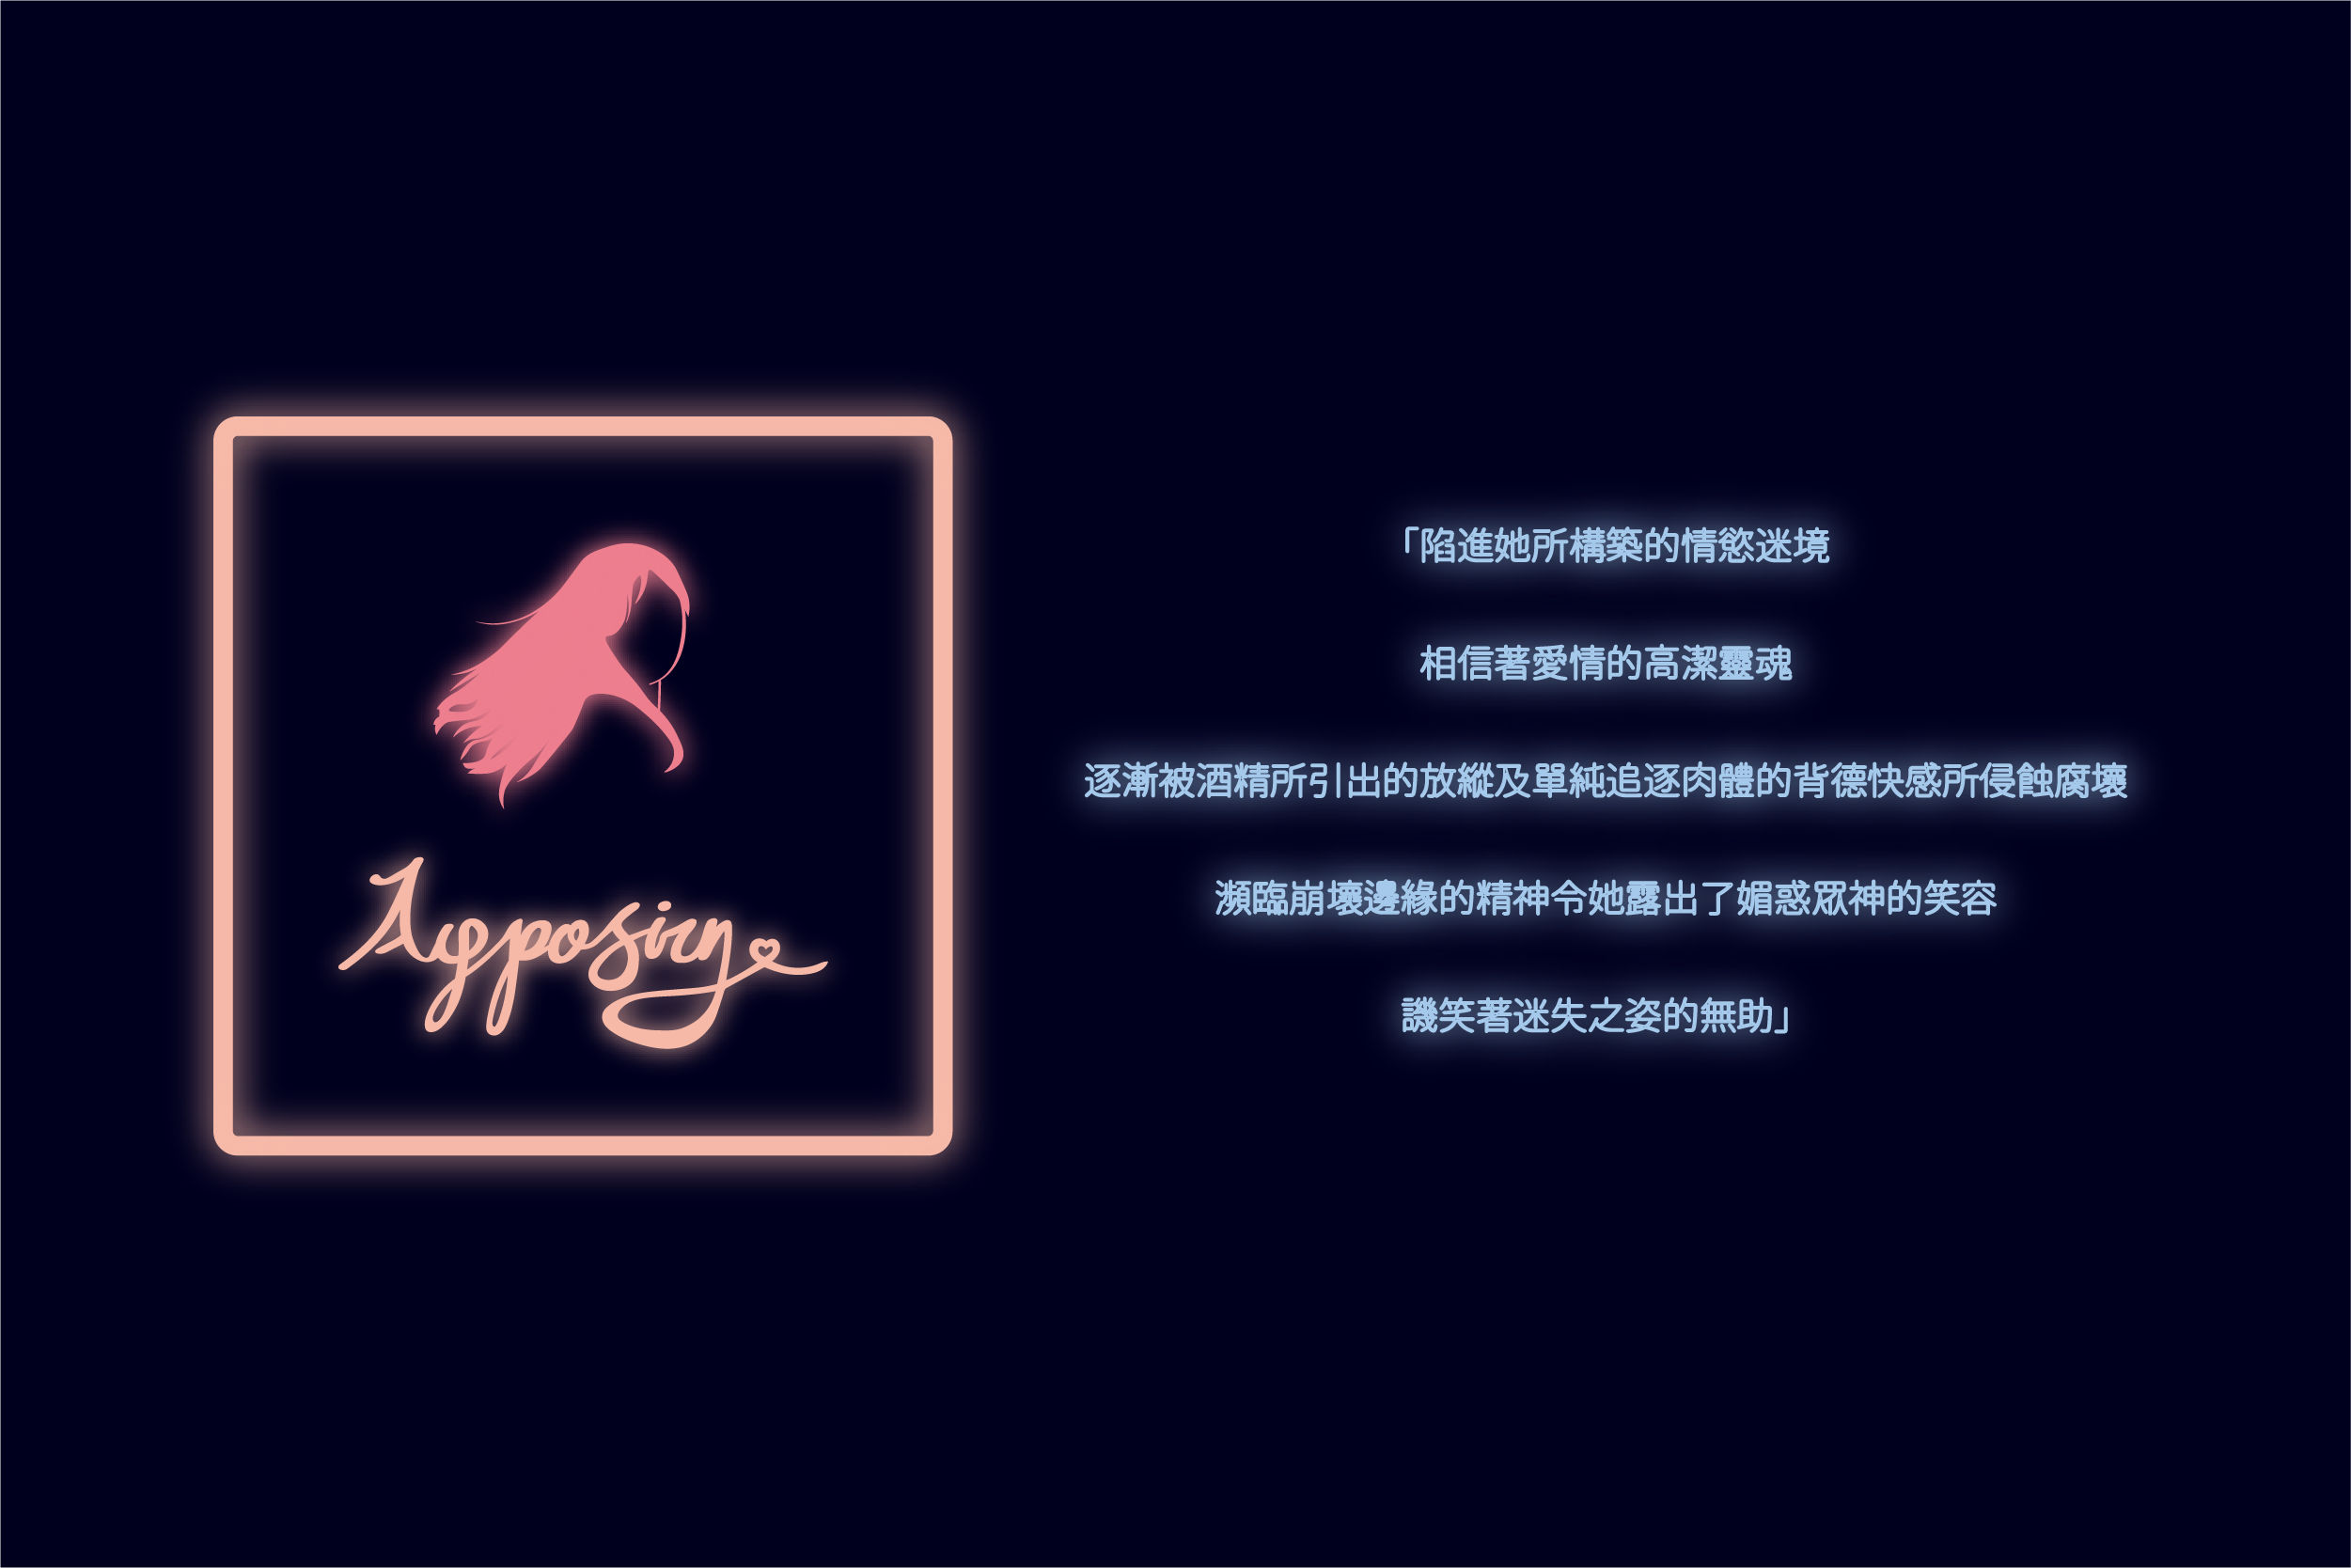 「陷進她所構築的情慾迷境
相信著愛情的高潔靈魂
逐漸被酒精所引出的放縱及單純追逐肉體的背德快感所侵蝕腐壞
瀕臨崩壞邊緣的精神令她露出了媚惑眾神的笑容
譏笑著迷失之姿的無助」